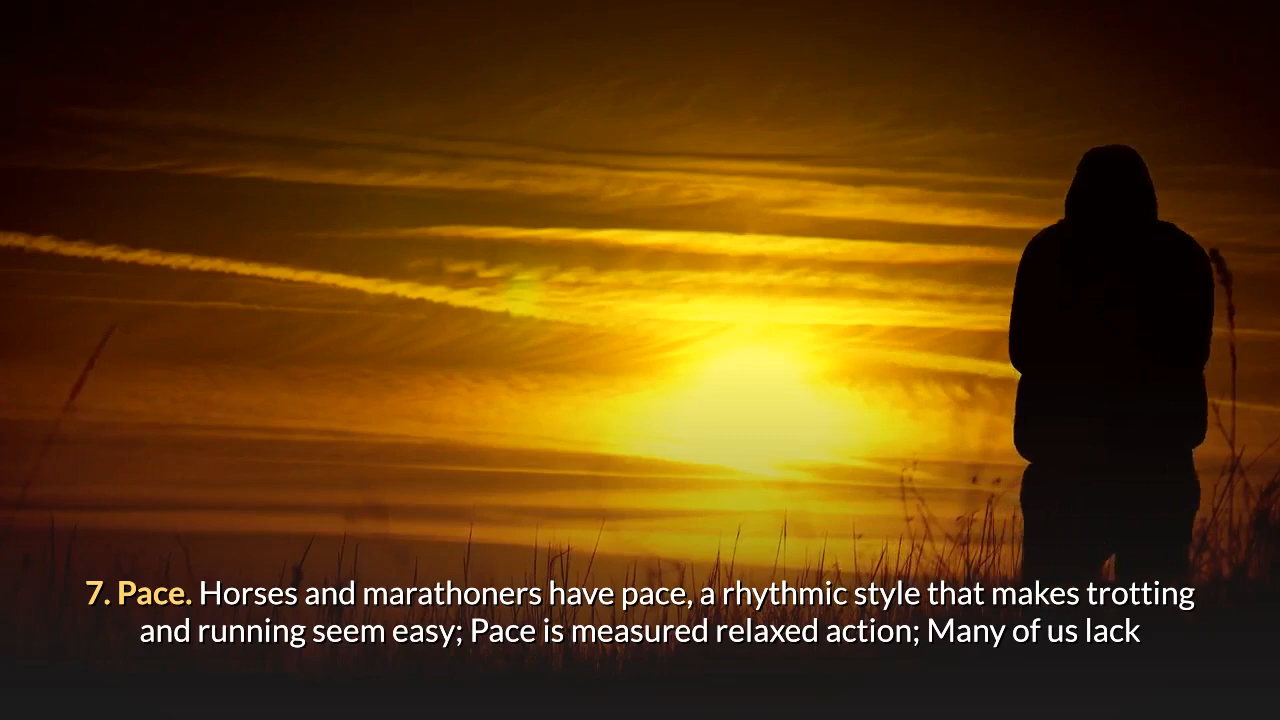 7. Pace. Horses and marathoners have pace, a rhythmic style that makes trotting
and running seem easy; Pace is measured relaxed action; Many of us lack